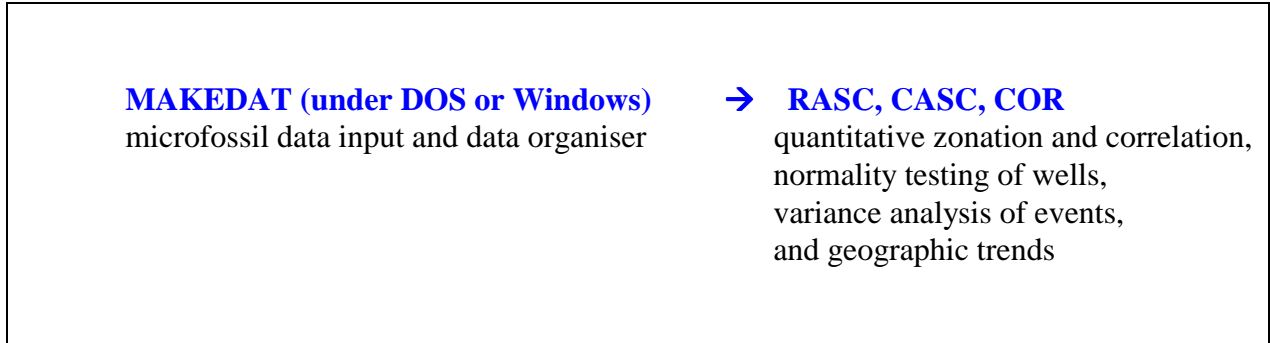 MAKEDAT (under DOS or Windows) → RASC, CASC, COR
microfossil data input and data organiser quantitative zonation and correlation,
normality testing of wells,
variance analysis of events,
and geographic trends